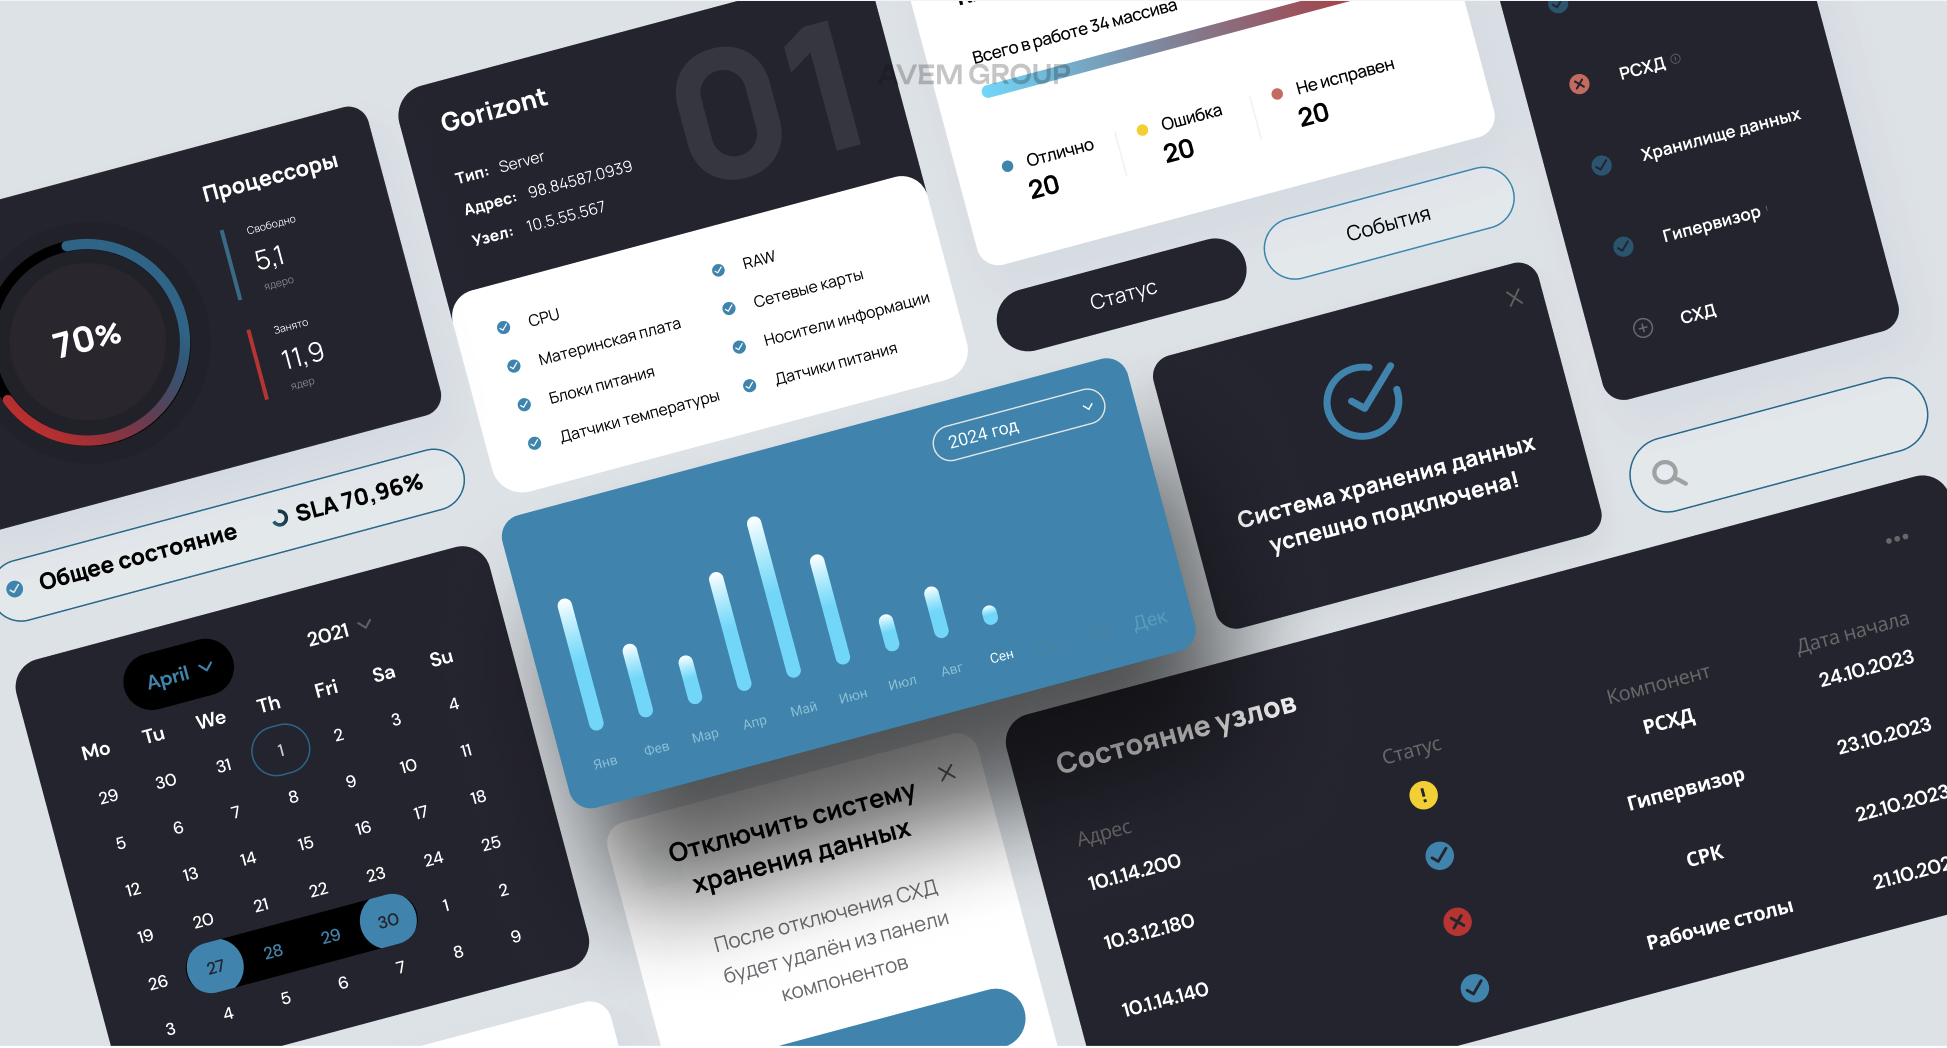 Процессоры
Свободно
5,1
ядеро
Занято
11,9
ядер
70%
Gorizont
01
Тип: Server
Адрес: 98.84587.0939
Узел: 10.5.55.567
CPU
Материнская плата
Блоки питания
Датчики температуры
RAW
Сетевые карты
Носители информации
Датчики питания
Всего в работе 34 массива
AVEM GROUP
Отлично
20
Ошибка
20
Не исправен
20
Статус
События
РСХД
Хранилище данных
Гипервизор
СХД
Общее состояние
SLA 70,96%
2024 год
Янв Фев Мар Апр Май Июн Июл Авг Сен Дек
Система хранения данных
успешно подключена!
April
2021
Mo Tu We Th Fri Sa Su
29 30 31 1 2 3 4
5 6 7 8 9 10 11
12 13 14 15 16 17 18
19 20 21 22 23 24 25
26 27 28 29 30 1 2
3 4 5 6 7 8 9
Отключить систему
хранения данных
После отключения СХД
будет удалён из панели
компонентов
Состояние узлов
Адрес
10.1.14.200
10.3.12.180
10.1.14.140
Статус
Компонент
РСХД
Гипервизор
СРК
Рабочие столы
Дата начала
24.10.2023
23.10.2023
22.10.2023
21.10.202